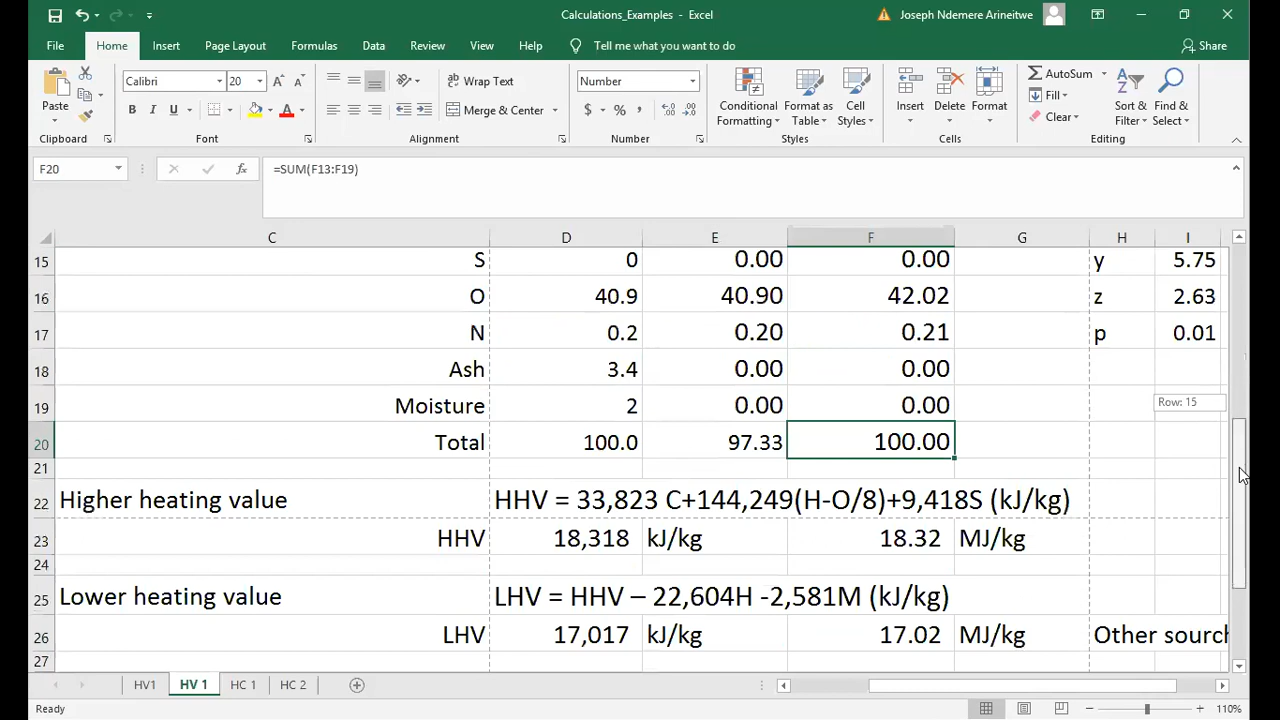 Calculations_Examples - Excel
Joseph Ndemere Arineitwe
File Home Insert Page Layout Formulas Data Review View Help Tell me what you want to do Share
Paste
Calibri 20
Wrap Text
Merge & Center
Number
Conditional Formatting
Format as Table
Cell Styles
Insert Delete Format
AutoSum
Fill
Clear
Sort & Filter
Find & Select
Clipboard Font Alignment Number Styles Cells Editing
F20 fx =SUM(F13:F19)
C D E F G H I
15 S 0 0.00 0.00 y 5.75
16 O 40.9 40.90 42.02 z 2.63
17 N 0.2 0.20 0.21 p 0.01
18 Ash 3.4 0.00 0.00
19 Moisture 2 0.00 0.00 Row: 15
20 Total 100.0 97.33 100.00
21
22 Higher heating value HHV = 33,823 C+144,249(H-O/8)+9,418S (kJ/kg)
23 HHV 18,318 kJ/kg 18.32 MJ/kg
24
25 Lower heating value LHV = HHV – 22,604H -2,581M (kJ/kg)
26 LHV 17,017 kJ/kg 17.02 MJ/kg Other sourc
27
HV1 HV 1 HC 1 HC 2
Ready 110%